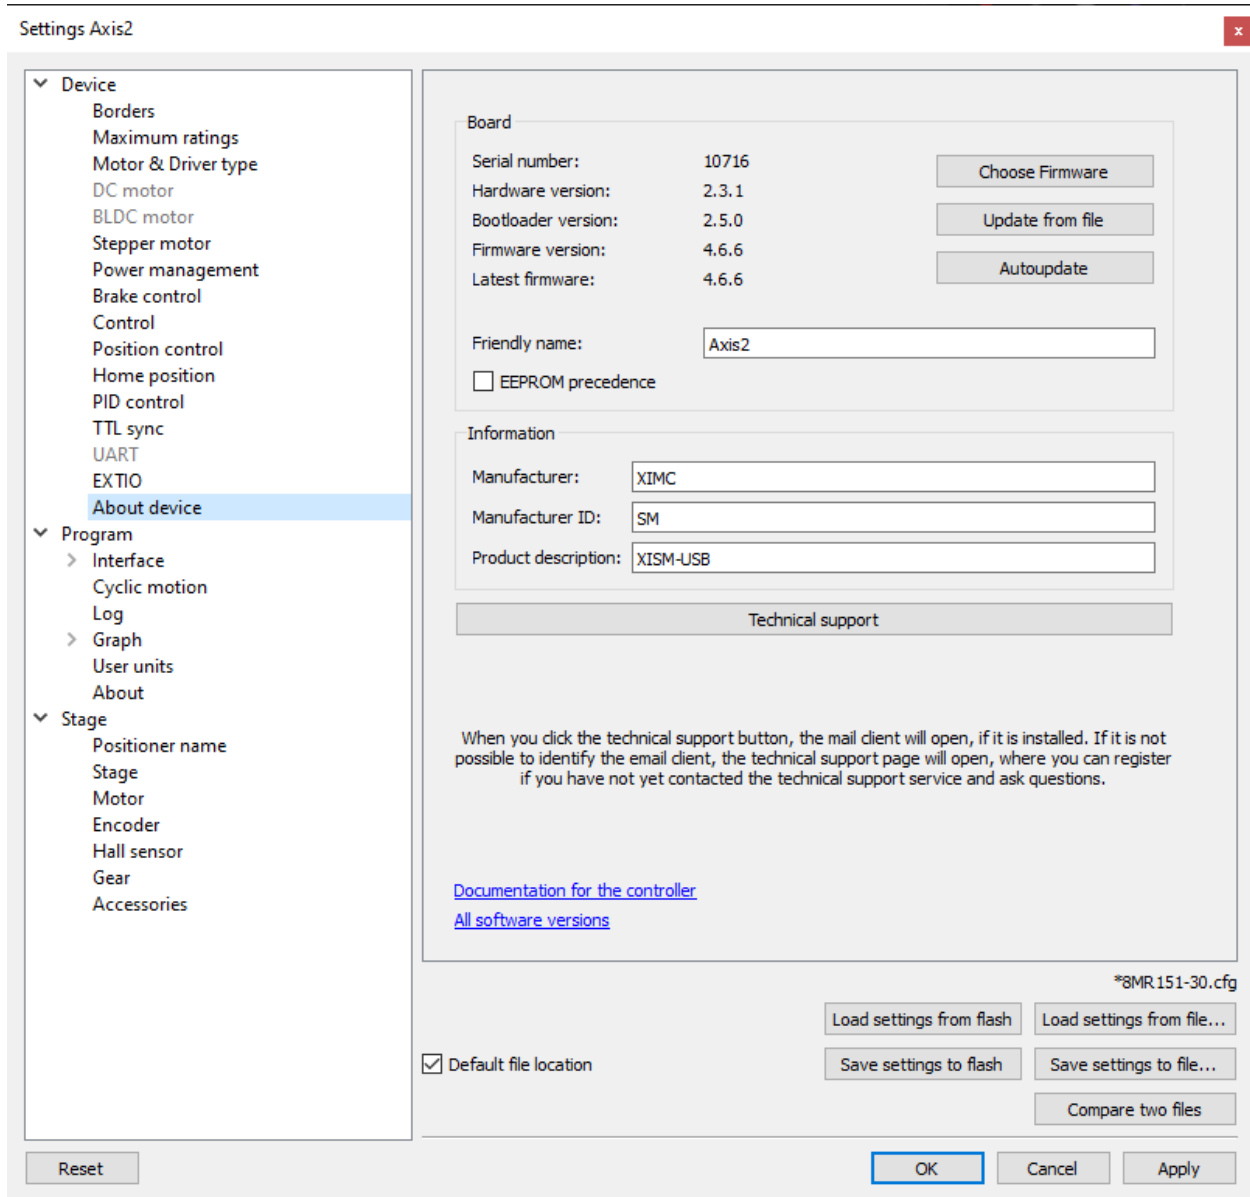 Settings Axis2
x
Device
Borders
Maximum ratings
Motor & Driver type
DC motor
BLDC motor
Stepper motor
Power management
Brake control
Control
Position control
Home position
PID control
TTL sync
UART
EXTIO
About device
Program
Interface
Cyclic motion
Log
Graph
User units
About
Stage
Positioner name
Stage
Motor
Encoder
Hall sensor
Gear
Accessories
Board
Serial number: 10716
Hardware version: 2.3.1
Bootloader version: 2.5.0
Firmware version: 4.6.6
Latest firmware: 4.6.6
Choose Firmware
Update from file
Autoupdate
Friendly name: Axis2
EEPROM precedence
Information
Manufacturer: XIMC
Manufacturer ID: SM
Product description: XISM-USB
Technical support
When you click the technical support button, the mail client will open, if it is installed. If it is not
possible to identify the email client, the technical support page will open, where you can register
if you have not yet contacted the technical support service and ask questions.
Documentation for the controller
All software versions
*8MR151-30.cfg
Load settings from flash Load settings from file...
Default file location Save settings to flash Save settings to file...
Compare two files
Reset OK Cancel Apply